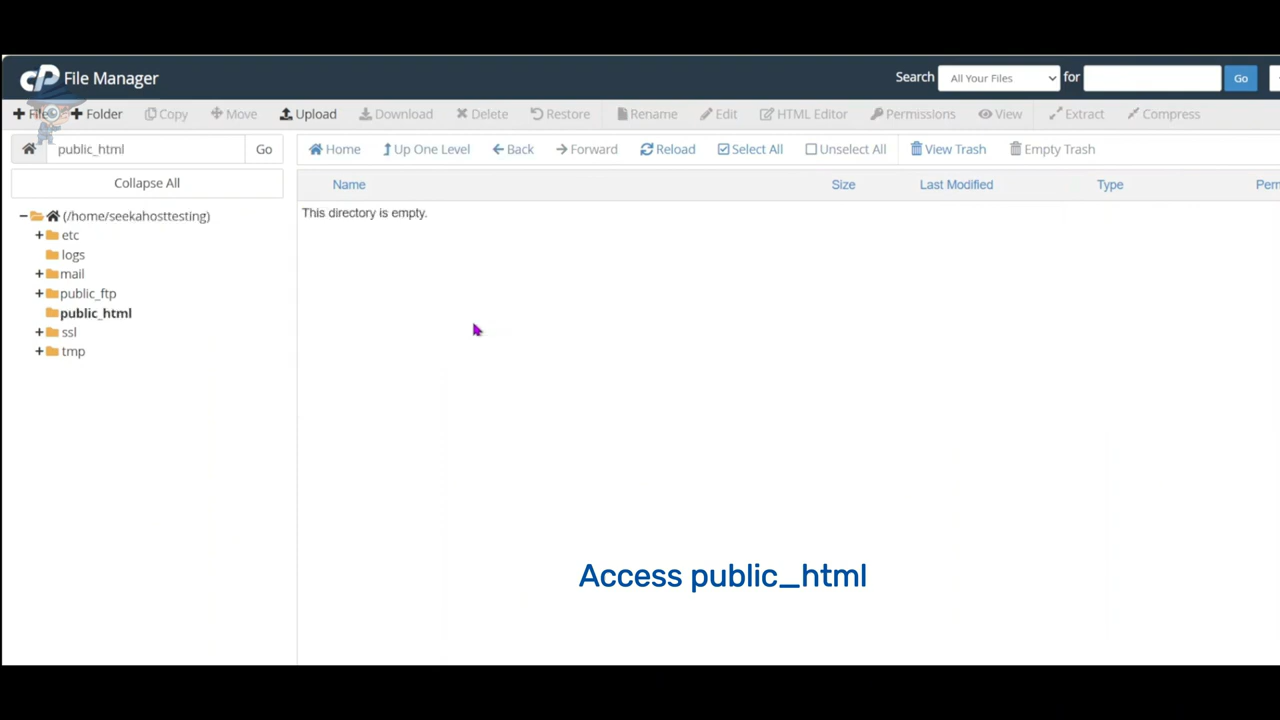 cP File Manager
Search All Your Files for Go
File Folder Copy Move Upload Download Delete Restore Rename Edit HTML Editor Permissions View Extract Compress
public_html Go Home Up One Level Back Forward Reload Select All Unselect All View Trash Empty Trash
Collapse All
Name Size Last Modified Type Perm
This directory is empty.
(/home/seekahosttesting)
etc
logs
mail
public_ftp
public_html
ssl
tmp
Access public_html